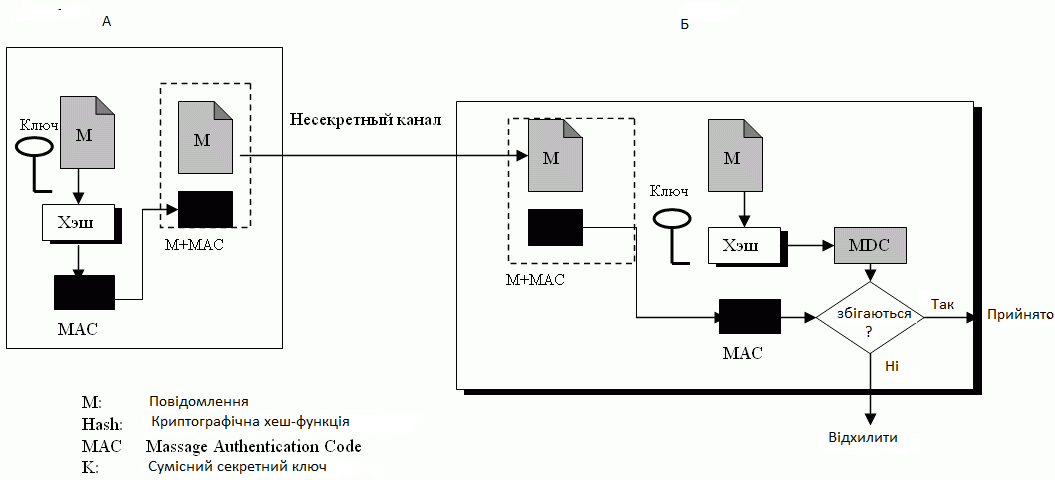 А
Б
Ключ
М
М
Хэш
М+МАС
МАС
Несекретный канал
М
М+МАС
Ключ
М
Хэш
MDC
МАС
збігаються
?
Так
Прийнято
Ні
Відхилити
М: Повідомлення
Hash: Криптографічна хеш-функція
MAC Massage Authentication Code
K: Сумісний секретний ключ